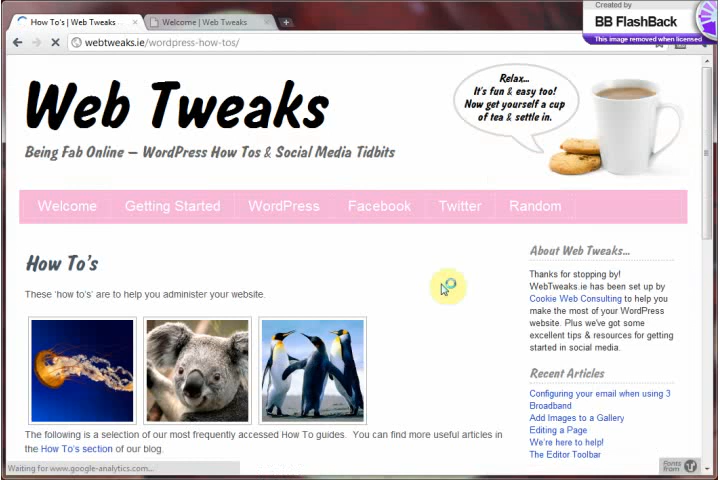 How To's | Web Tweaks
Welcome | Web Tweaks
Created by
BB FlashBack
This image removed when licensed
webtweaks.ie/wordpress-how-tos/
Web Tweaks
Being Fab Online – WordPress How Tos & Social Media Tidbits
Relax...
It's fun & easy too!
Now get yourself a cup
of tea & settle in.
Welcome Getting Started WordPress Facebook Twitter Random
How To's
These 'how to's' are to help you administer your website.
The following is a selection of our most frequently accessed How To guides. You can find more useful articles in
the How To's section of our blog.
About Web Tweaks...
Thanks for stopping by!
WebTweaks.ie has been set up by
Cookie Web Consulting to help you
make the most of your WordPress
website. Plus we've got some
excellent tips & resources for getting
started in social media.
Recent Articles
Configuring your email when using 3
Broadband
Add Images to a Gallery
Editing a Page
We're here to help!
The Editor Toolbar
Waiting for www.google-analytics.com...
Fonts
from